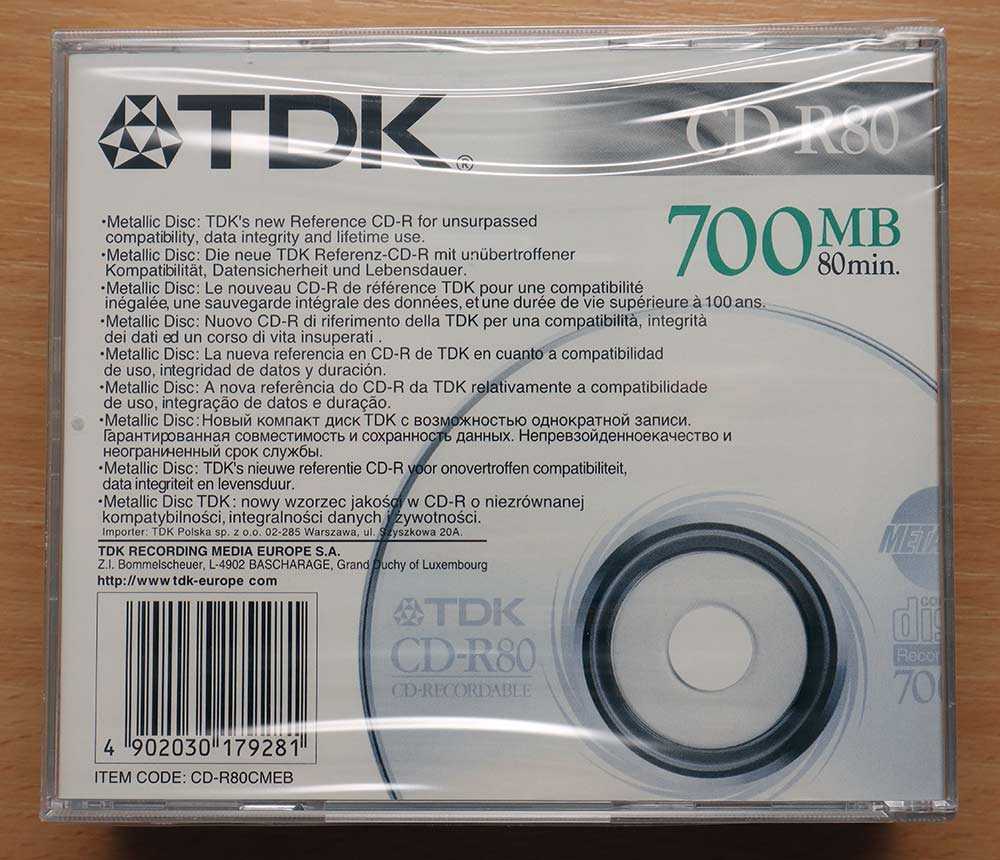 TDK®
CD-R80
700 MB
80min.
•Metallic Disc: TDK's new Reference CD-R for unsurpassed
compatibility, data integrity and lifetime use.
•Metallic Disc: Die neue TDK Referenz-CD-R mit unübertroffener
Kompatibilität, Datensicherheit und Lebensdauer.
•Metallic Disc: Le nouveau CD-R de référence TDK pour une compatibilité
inégalée, une sauvegarde intégrale des données, et une durée de vie supérieure à 100 ans.
•Metallic Disc: Nuovo CD-R di riferimento della TDK per una compatibilità, integrità
dei dati ed un corso di vita insuperati .
•Metallic Disc: La nueva referencia en CD-R de TDK en cuanto a compatibilidad
de uso, integridad de datos y duración.
•Metallic Disc: A nova referência do CD-R da TDK relativamente a compatibilidade
de uso, integração de datos e duração.
•Metallic Disc: Новый компакт диск TDK с возможностью однократной записи.
Гарантированная совместимость и сохранность данных. Непревзойденноекачество и
неограниченный срок службы.
•Metallic Disc: TDK's nieuwe referentie CD-R voor onovertroffen compatibiliteit,
data integriteit en levensduur.
•Metallic Disc TDK: nowy wzorzec jakości w CD-R o niezrównanej
kompatybilności, integralności danych i żywotności.
Importer: TDK Polska sp. z o.o. 02-285 Warszawa, ul. Szyszkowa 20A.
TDK RECORDING MEDIA EUROPE S.A.
Z.I. Bommelscheuer, L-4902 BASCHARAGE, Grand Duchy of Luxembourg
http://www tdk-europe com
4 902030 179281
ITEM CODE: CD-R80CMEB
TDK
CD-R80
CD-RECORDABLE